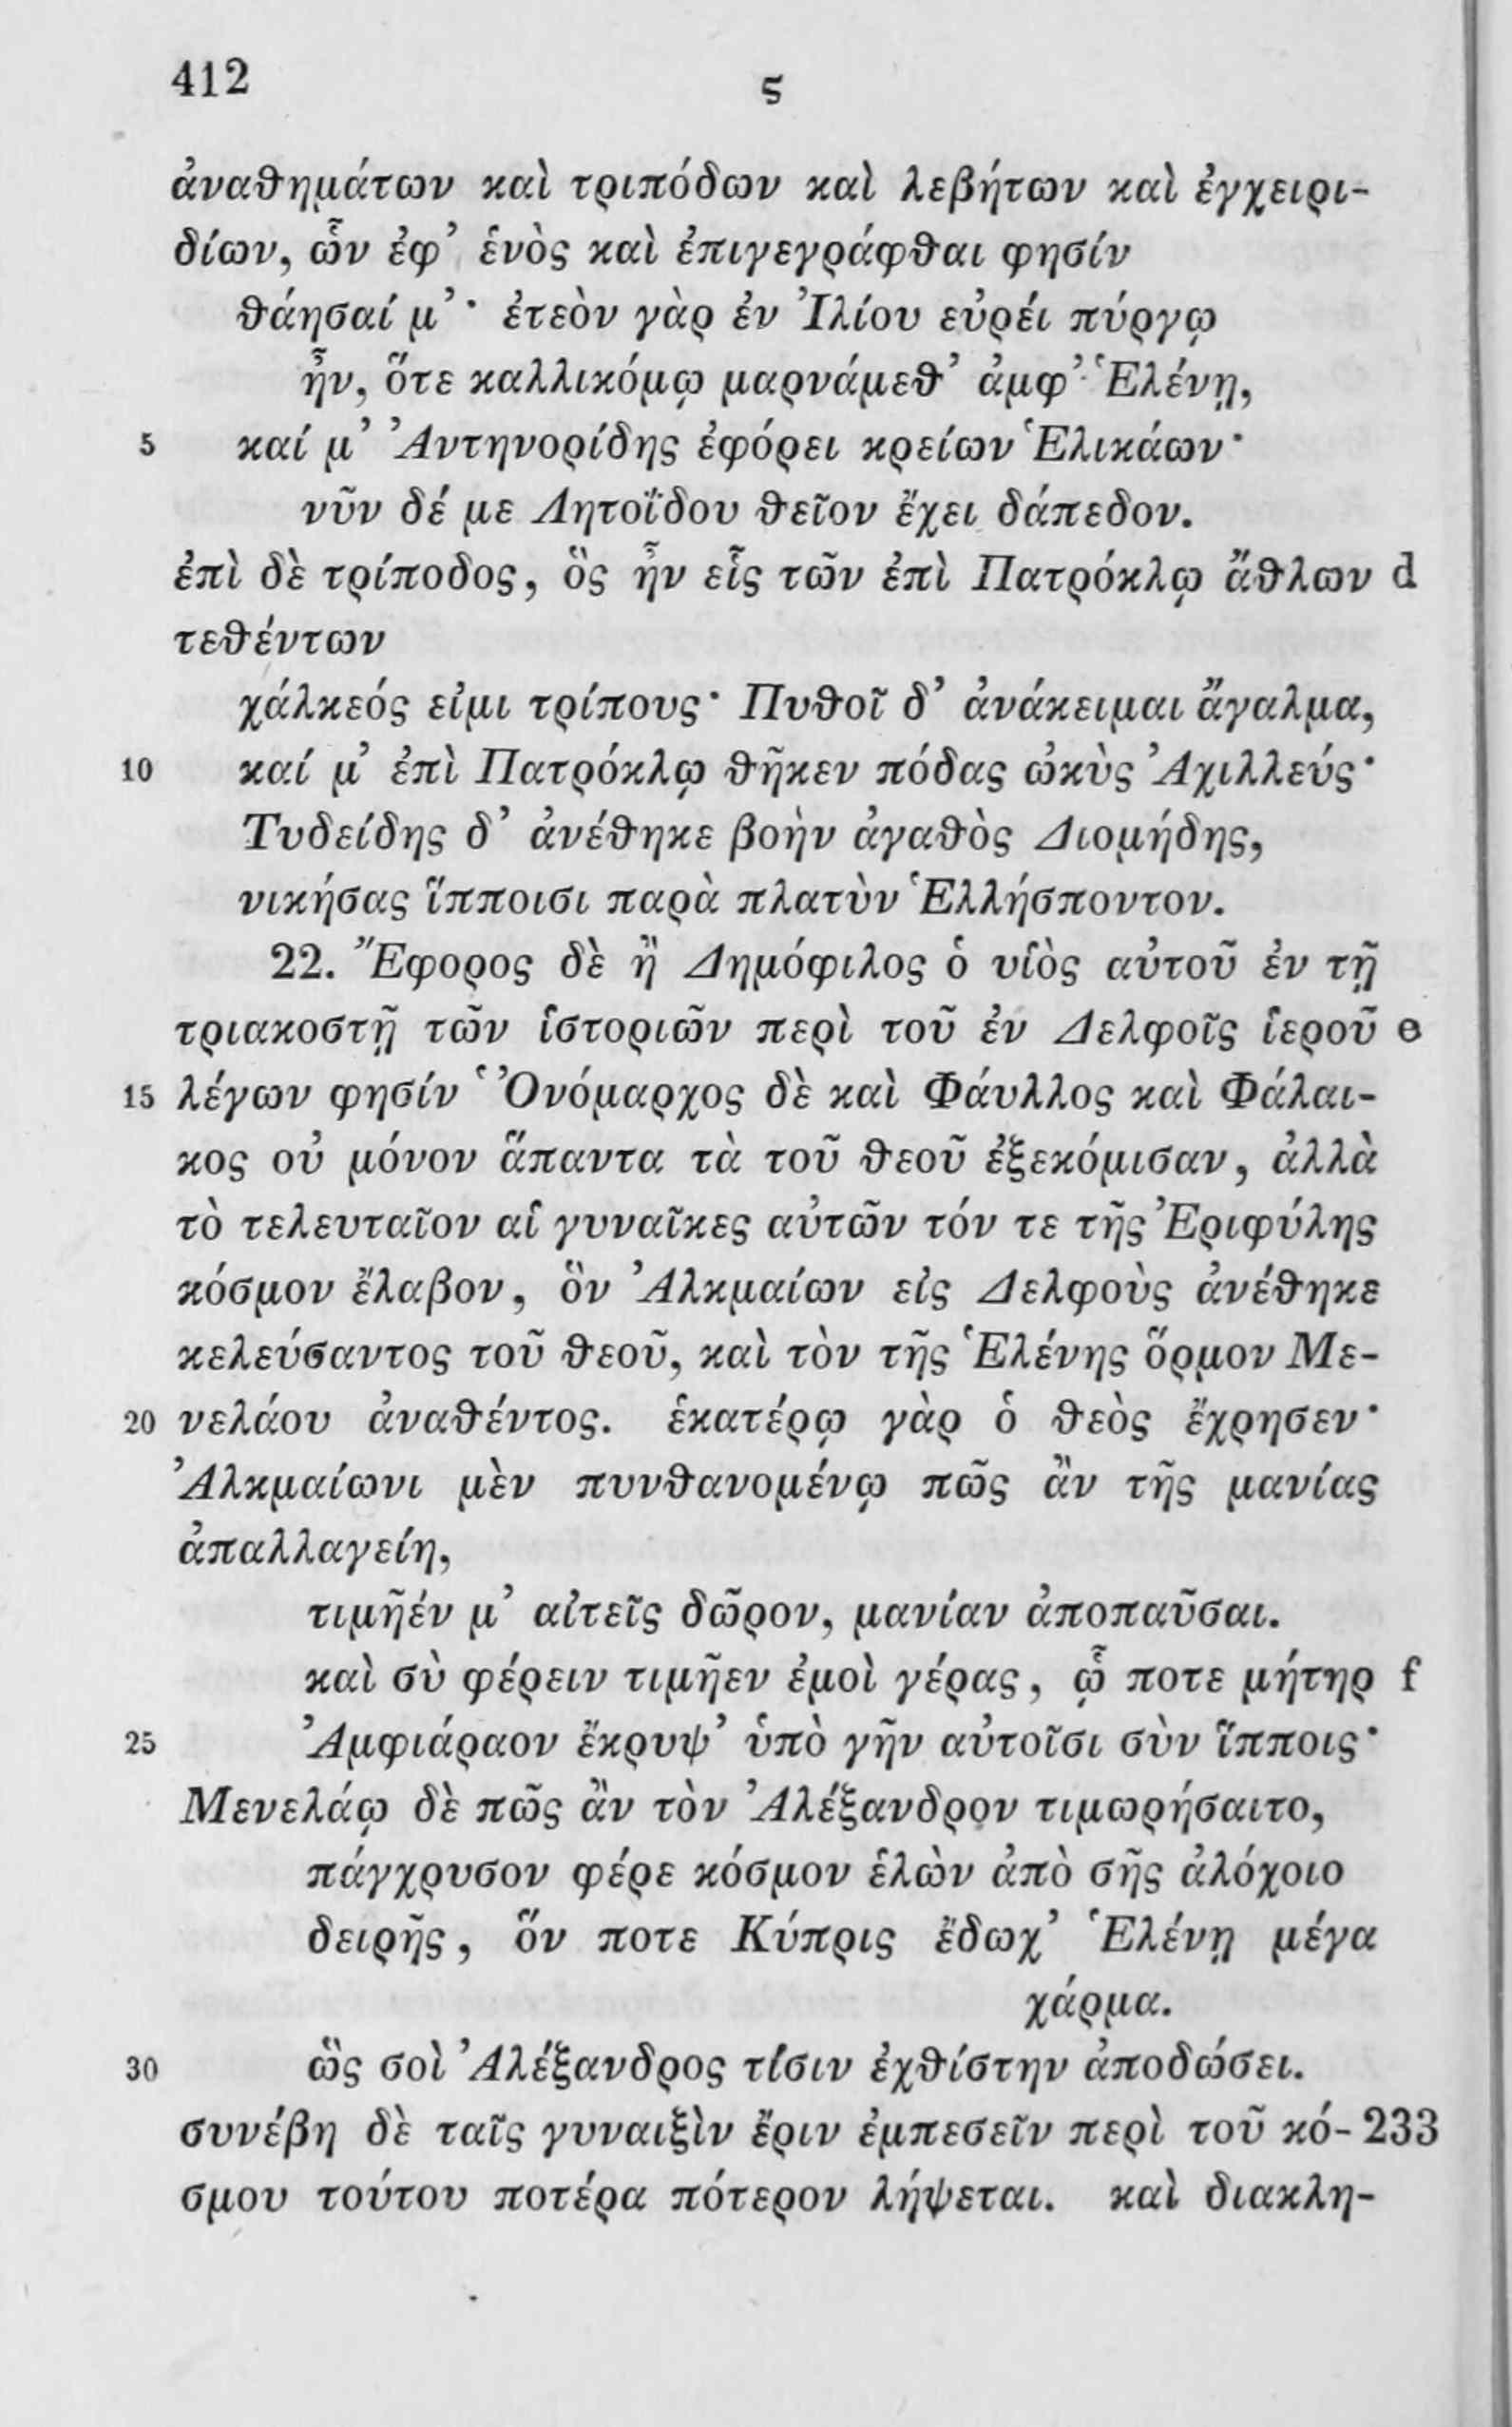 412 ϛ
ἀναθημάτων καὶ τριπόδων καὶ λεβήτων καὶ ἐγχειρι-
δίων, ὧν ἐφ’ ἑνὸς καὶ ἐπιγεγράφθαι φησίν
θάησαί μ’· ἐτεὸν γὰρ ἐν Ἰλίου εὐρέι πύργῳ
ἦν, ὅτε καλλικόμῳ μαρνάμεθ’ ἀμφ’ Ἑλένῃ,
5 καί μ’ Ἀντηνορίδης ἐφόρει κρείων Ἑλικάων·
νῦν δέ με Λητοΐδου θεῖον ἔχει δάπεδον.
ἐπὶ δὲ τρίποδος, ὃς ἦν εἷς τῶν ἐπὶ Πατρόκλῳ ἄθλων d
τεθέντων
χάλκεός εἰμι τρίπους· Πυθοῖ δ’ ἀνάκειμαι ἄγαλμα,
10 καί μ’ ἐπὶ Πατρόκλῳ θῆκεν πόδας ὠκὺς Ἀχιλλεύς·
Τυδείδης δ’ ἀνέθηκε βοὴν ἀγαθὸς Διομήδης,
νικήσας ἵπποισι παρὰ πλατὺν Ἑλλήσποντον.
22. Ἔφορος δὲ ἢ Δημόφιλος ὁ υἱὸς αὐτοῦ ἐν τῇ
τριακοστῇ τῶν ἱστοριῶν περὶ τοῦ ἐν Δελφοῖς ἱεροῦ e
15 λέγων φησίν ‘Ὀνόμαρχος δὲ καὶ Φάυλλος καὶ Φάλαι-
κος οὐ μόνον ἅπαντα τὰ τοῦ θεοῦ ἐξεκόμισαν, ἀλλὰ
τὸ τελευταῖον αἱ γυναῖκες αὐτῶν τόν τε τῆς Ἐριφύλης
κόσμον ἔλαβον, ὃν Ἀλκμαίων εἰς Δελφοὺς ἀνέθηκε
κελεύσαντος τοῦ θεοῦ, καὶ τὸν τῆς Ἑλένης ὅρμον Με-
20 νελάου ἀναθέντος. ἑκατέρῳ γὰρ ὁ θεὸς ἔχρησεν·
Ἀλκμαίωνι μὲν πυνθανομένῳ πῶς ἂν τῆς μανίας
ἀπαλλαγείη,
τιμῆέν μ’ αἰτεῖς δῶρον, μανίαν ἀποπαῦσαι.
καὶ σὺ φέρειν τιμῆεν ἐμοὶ γέρας, ᾧ ποτε μήτηρ f
25 Ἀμφιάραον ἔκρυψ’ ὑπὸ γῆν αὐτοῖσι σὺν ἵπποις·
Μενελάῳ δὲ πῶς ἂν τὸν Ἀλέξανδρον τιμωρήσαιτο,
πάγχρυσον φέρε κόσμον ἑλὼν ἀπὸ σῆς ἀλόχοιο
δειρῆς, ὅν ποτε Κύπρις ἔδωχ’ Ἑλένῃ μέγα
χάρμα.
30 ὣς σοὶ Ἀλέξανδρος τίσιν ἐχθίστην ἀποδώσει.
συνέβη δὲ ταῖς γυναιξὶν ἔριν ἐμπεσεῖν περὶ τοῦ κό- 233
σμου τούτου ποτέρα πότερον λήψεται. καὶ διακλη-